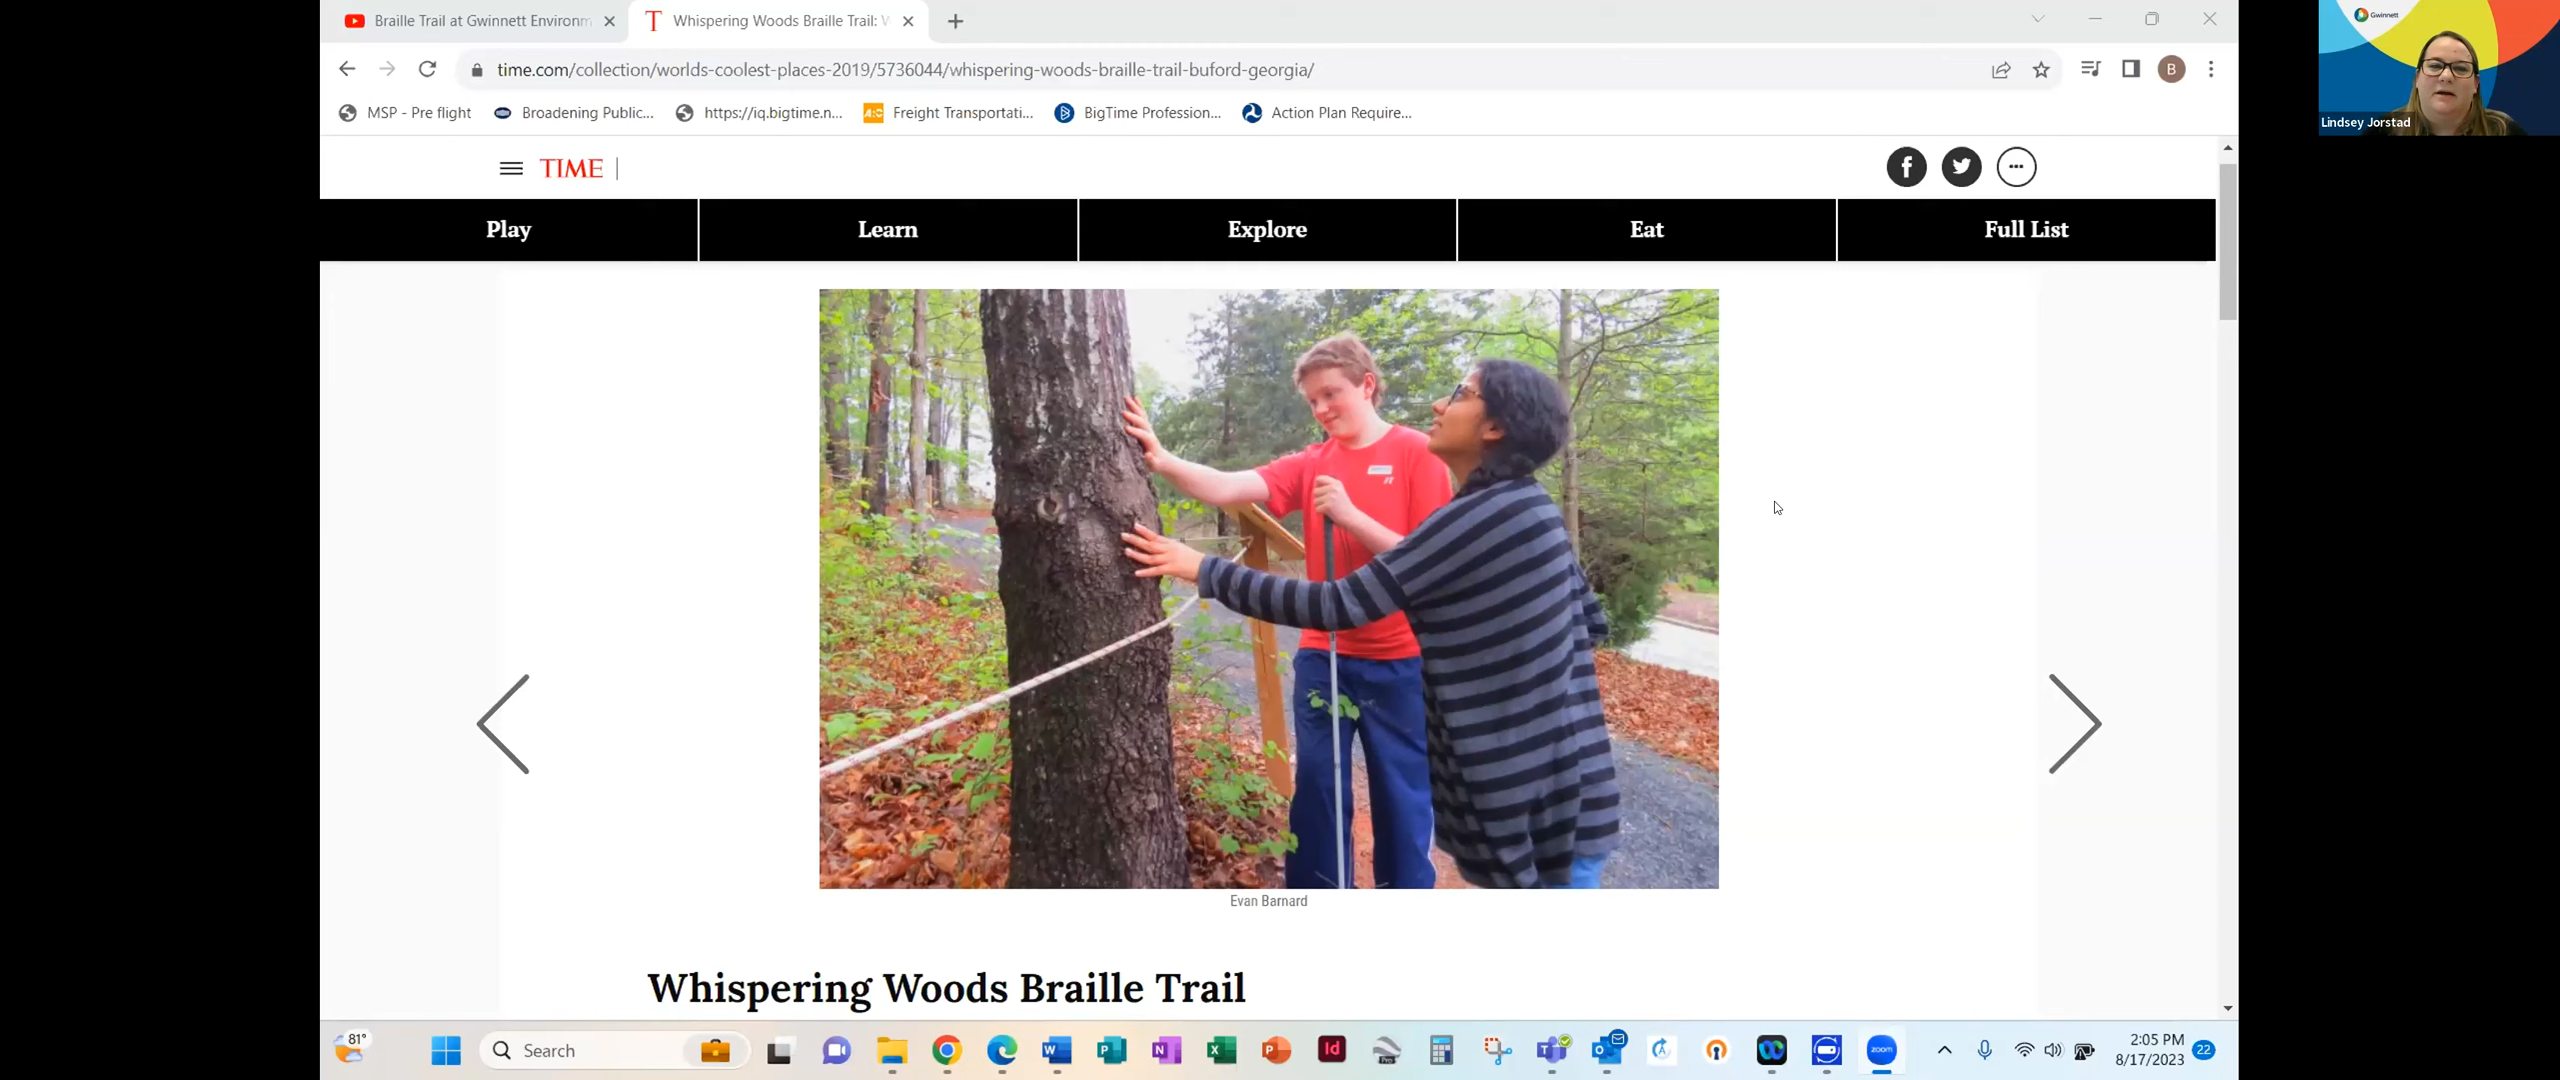 Braille Trail at Gwinnett Environm
Whispering Woods Braille Trail: W
time.com/collection/worlds-coolest-places-2019/5736044/whispering-woods-braille-trail-buford-georgia/
B
MSP - Pre flight
Broadening Public...
https://iq.bigtime.n...
Freight Transportati...
BigTime Profession...
Action Plan Require...
Gwinnett
Lindsey Jorstad
TIME
Play
Learn
Explore
Eat
Full List
Evan Barnard
Whispering Woods Braille Trail
81°
Search
zoom
2:05 PM
8/17/2023
22